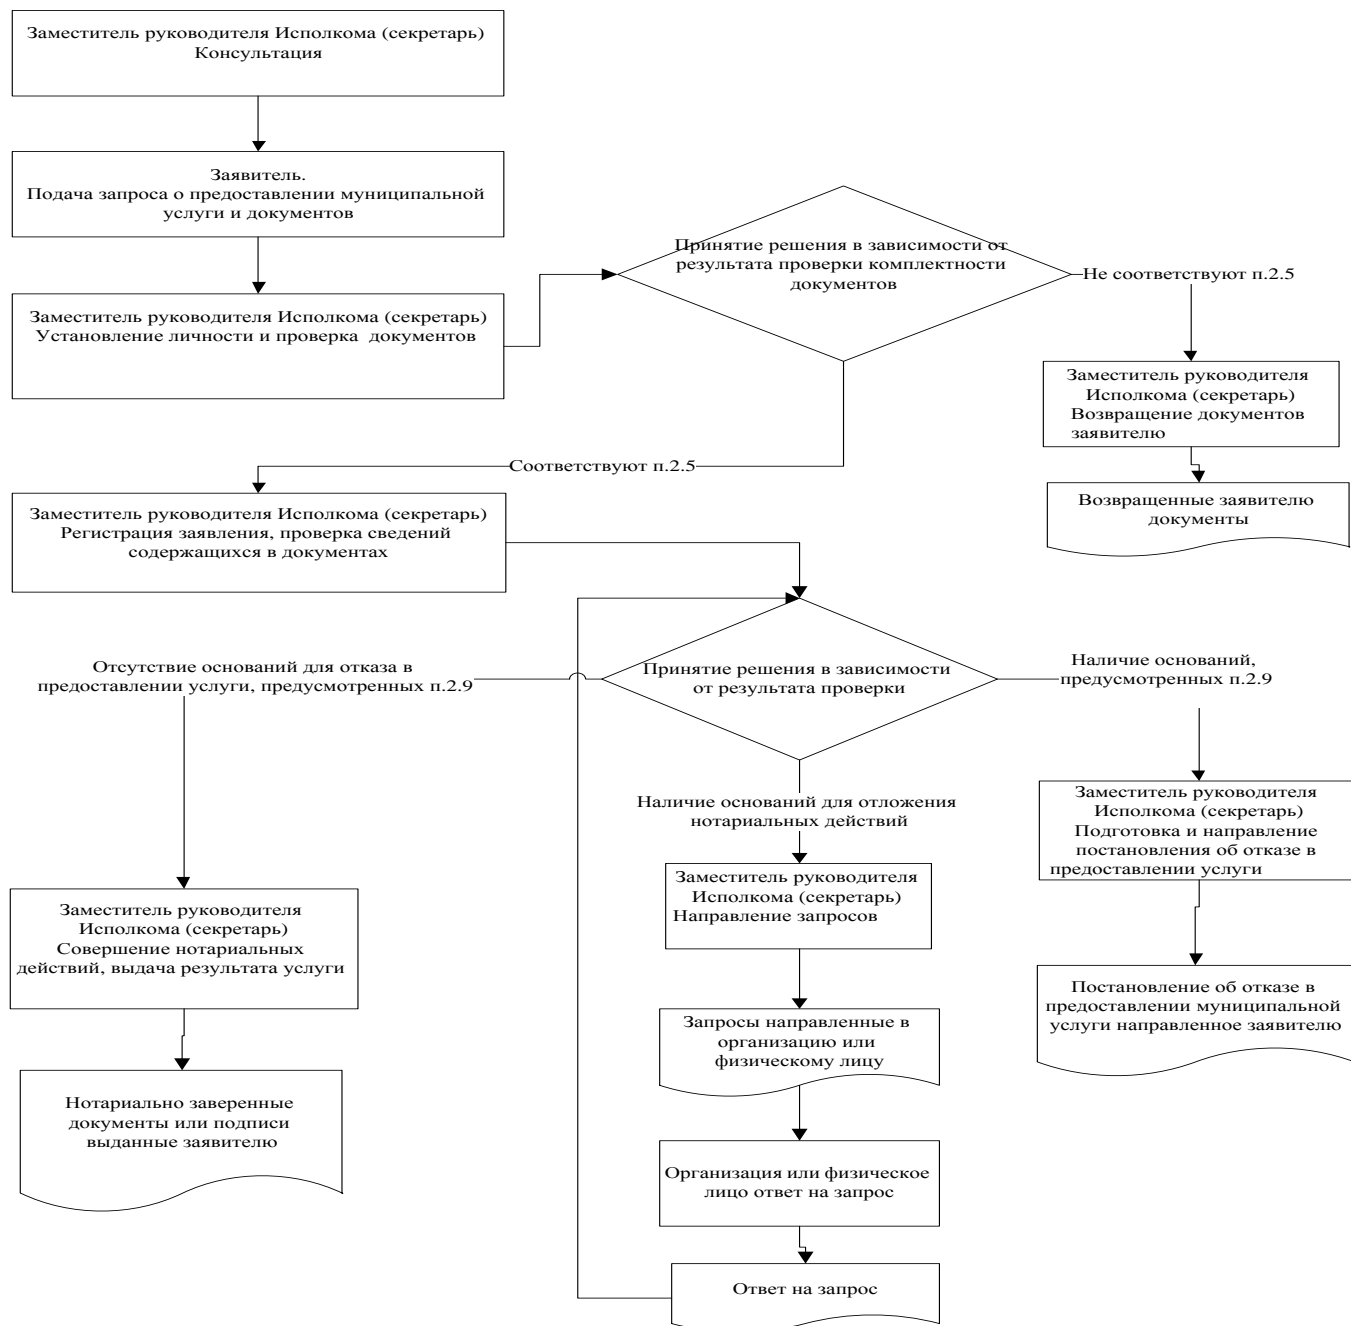 Заместитель руководителя Исполкома (секретарь)
Консультация
Заявитель.
Подача запроса о предоставлении муниципальной
услуги и документов
Заместитель руководителя Исполкома (секретарь)
Установление личности и проверка документов
Принятие решения в зависимости от
результата проверки комплектности
документов
Не соответствуют п.2.5
Заместитель руководителя
Исполкома (секретарь)
Возвращение документов
заявителю
Возвращенные заявителю
документы
Соответствуют п.2.5
Заместитель руководителя Исполкома (секретарь)
Регистрация заявления, проверка сведений
содержащихся в документах
Принятие решения в зависимости
от результата проверки
Отсутствие оснований для отказа в
предоставлении услуги, предусмотренных п.2.9
Наличие оснований,
предусмотренных п.2.9
Наличие оснований для отложения
нотариальных действий
Заместитель руководителя
Исполкома (секретарь)
Совершение нотариальных
действий, выдача результата услуги
Нотариально заверенные
документы или подписи
выданные заявителю
Заместитель руководителя
Исполкома (секретарь)
Направление запросов
Запросы направленные в
организацию или
физическому лицу
Организация или физическое
лицо ответ на запрос
Ответ на запрос
Заместитель руководителя
Исполкома (секретарь)
Подготовка и направление
постановления об отказе в
предоставлении услуги
Постановление об отказе в
предоставлении муниципальной
услуги направленное заявителю